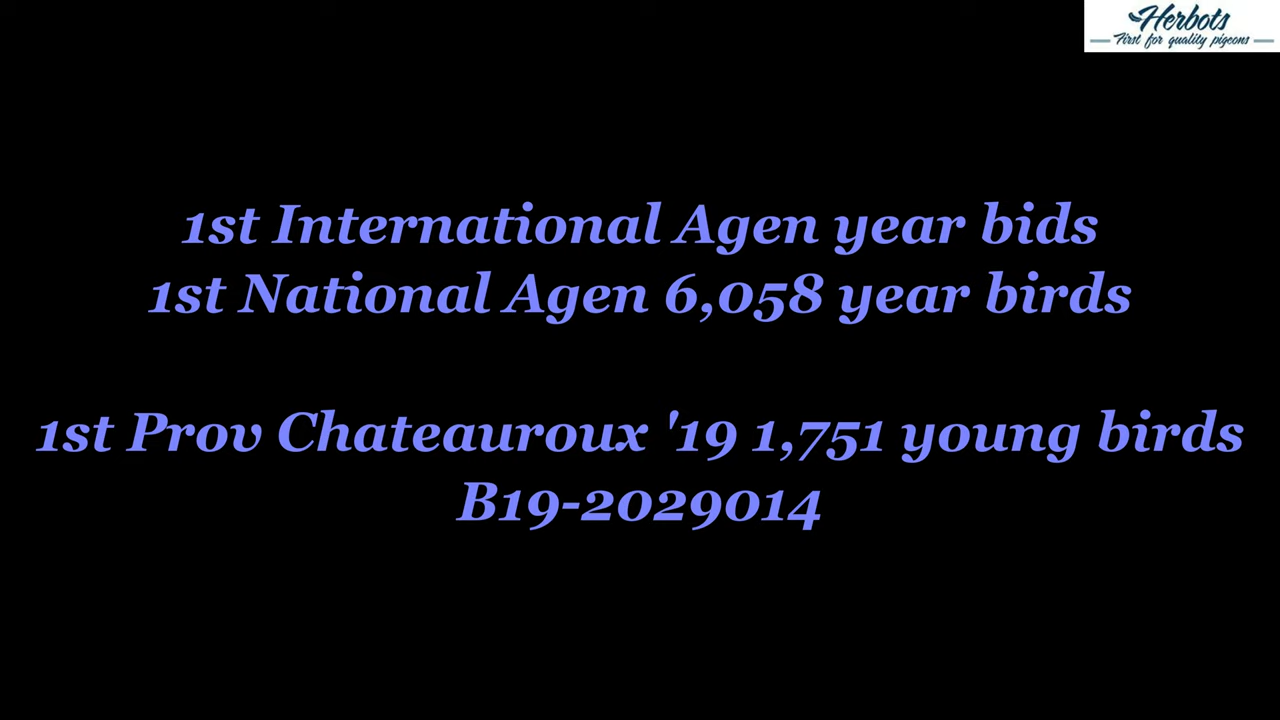 Herbots
First for quality pigeons
1st International Agen year bids
1st National Agen 6,058 year birds
1st Prov Chateauroux '19 1,751 young birds
B19-2029014